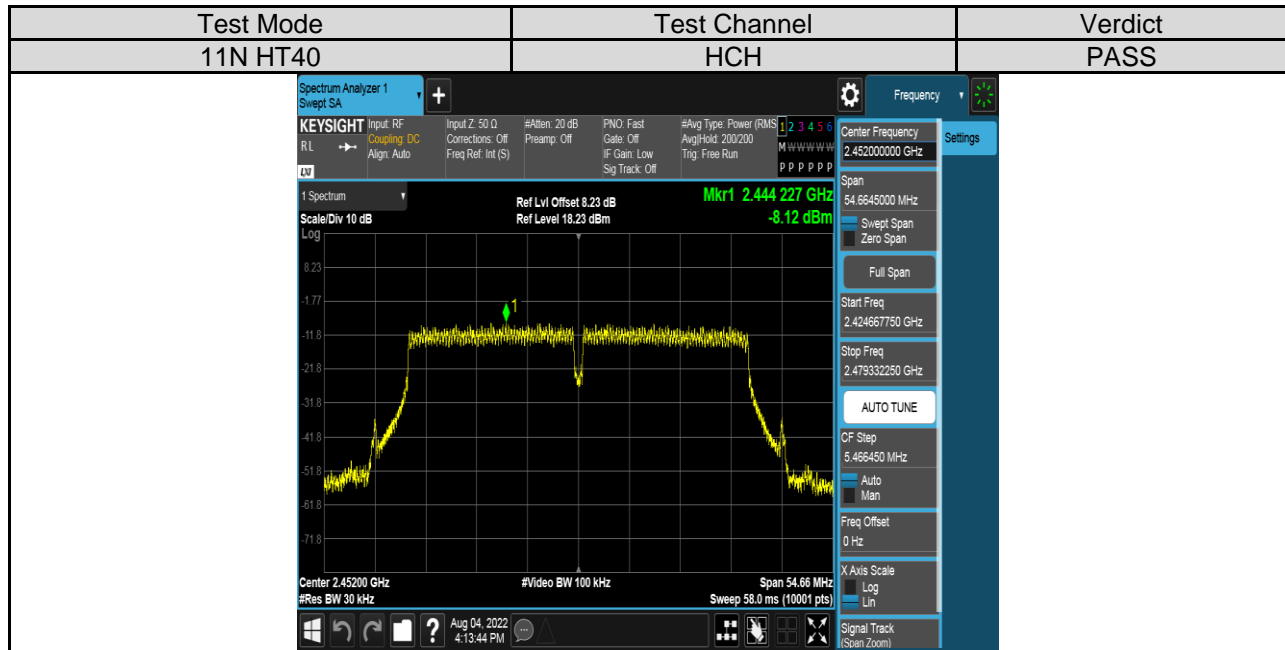 Test Mode Test Channel Verdict
11N HT40 HCH PASS
Spectrum Analyzer 1
Swept SA
+
Frequency
KEYSIGHT
RL
LXI
Input: RF
Coupling: DC
Align: Auto
Input Z: 50 Ω
Corrections: Off
Freq Ref: Int (S)
#Atten: 20 dB
Preamp: Off
PNO: Fast
Gate: Off
IF Gain: Low
Sig Track: Off
#Avg Type: Power (RMS
Avg|Hold: 200/200
Trig: Free Run
1 2 3 4 5 6
M W W W W W
P P P P P P
1 Spectrum
Scale/Div 10 dB
Log
Ref Lvl Offset 8.23 dB
Ref Level 18.23 dBm
Mkr1 2.444 227 GHz
-8.12 dBm
8.23
-1.77
-11.8
-21.8
-31.8
-41.8
-51.8
-61.8
-71.8
1
Center 2.45200 GHz
#Res BW 30 kHz
#Video BW 100 kHz
Span 54.66 MHz
Sweep 58.0 ms (10001 pts)
?
Aug 04, 2022
4:13:44 PM
Center Frequency
2.452000000 GHz
Settings
Span
54.6645000 MHz
Swept Span
Zero Span
Full Span
Start Freq
2.424667750 GHz
Stop Freq
2.479332250 GHz
AUTO TUNE
CF Step
5.466450 MHz
Auto
Man
Freq Offset
0 Hz
X Axis Scale
Log
Lin
Signal Track
(Span Zoom)